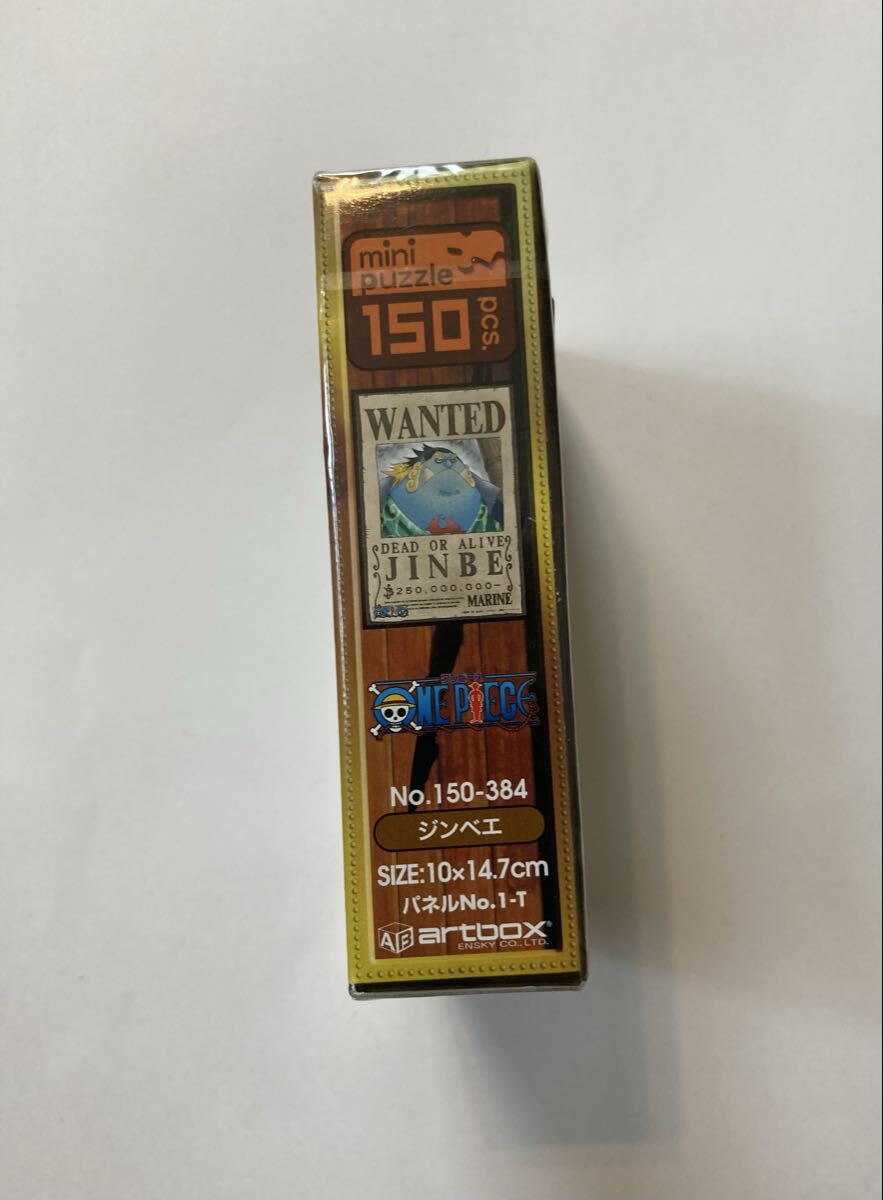 mini
puzzle
150
pcs.
WANTED
DEAD OR ALIVE
JINBE
250,000,000-
MARINE
ONE PIECE
No.150-384
ジンベエ
SIZE:10×14.7cm
パネルNo.1-T
AB artbox®
ENSKY CO., LTD.